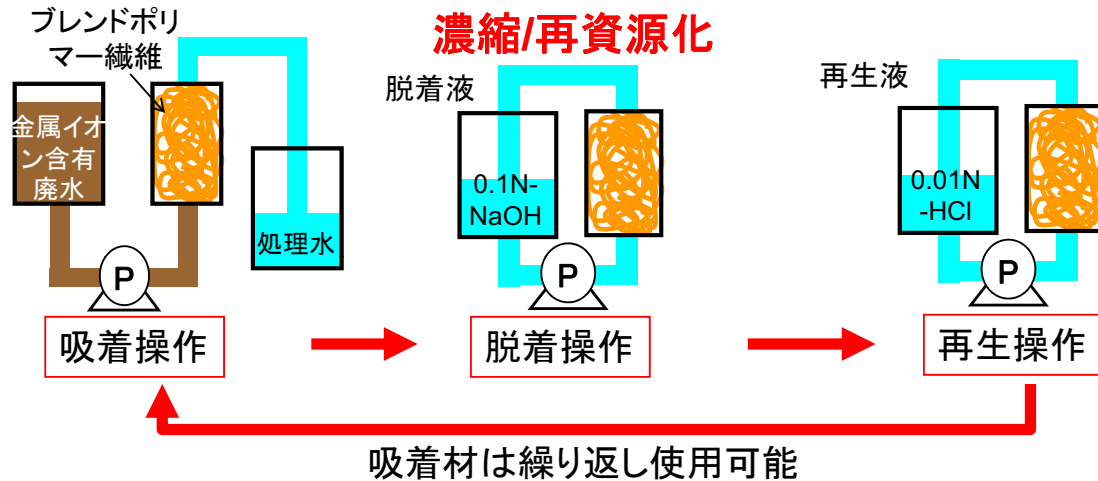 ブレンドポリ
マー繊維
濃縮/再資源化
脱着液
再生液
金属イオ
ン含有
廃水
処理水
0.1N-
NaOH
0.01N
-HCl
P
P
P
吸着操作
脱着操作
再生操作
吸着材は繰り返し使用可能